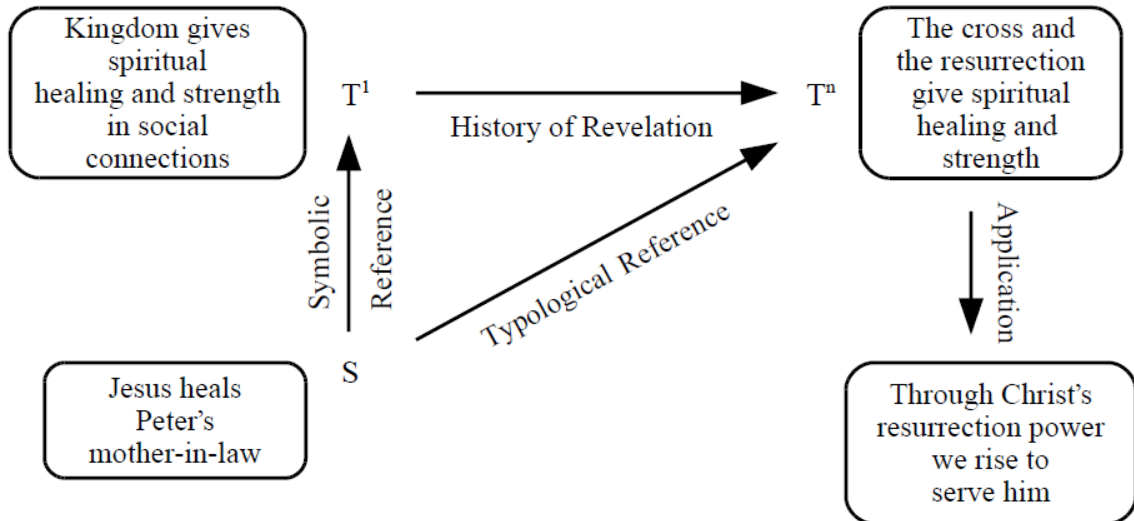 Kingdom gives
spiritual
healing and strength
in social
connections
T¹
History of Revelation
Tⁿ
The cross and
the resurrection
give spiritual
healing and
strength
Symbolic
Reference
Typological Reference
Application
S
Jesus heals
Peter’s
mother-in-law
Through Christ’s
resurrection power
we rise to
serve him